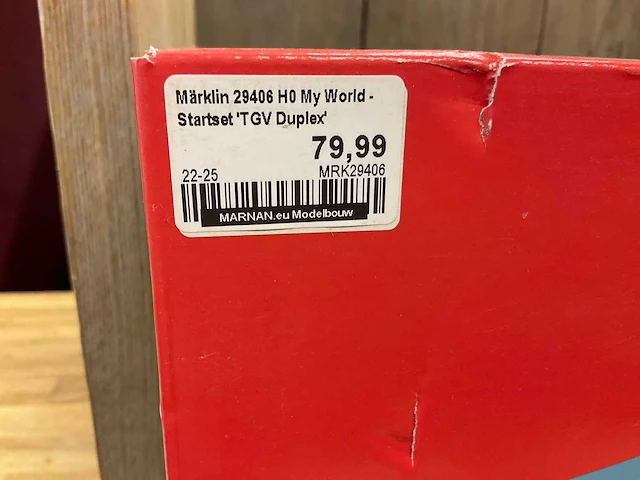 Märklin 29406 H0 My World -
Startset 'TGV Duplex'
79,99
22-25 MRK29406
MARNAN.eu Modelbouw